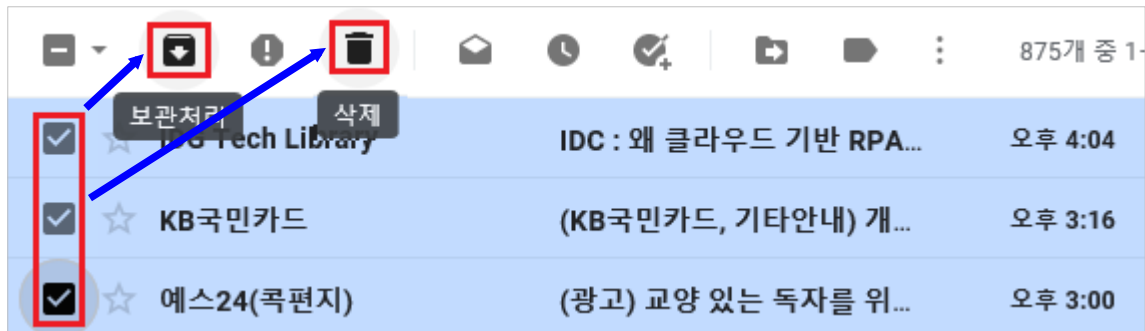 875개 중 1-
보관처리 삭제
IDG Tech Library IDC : 왜 클라우드 기반 RPA... 오후 4:04
KB국민카드 (KB국민카드, 기타안내) 개... 오후 3:16
예스24(콕편지) (광고) 교양 있는 독자를 위... 오후 3:00